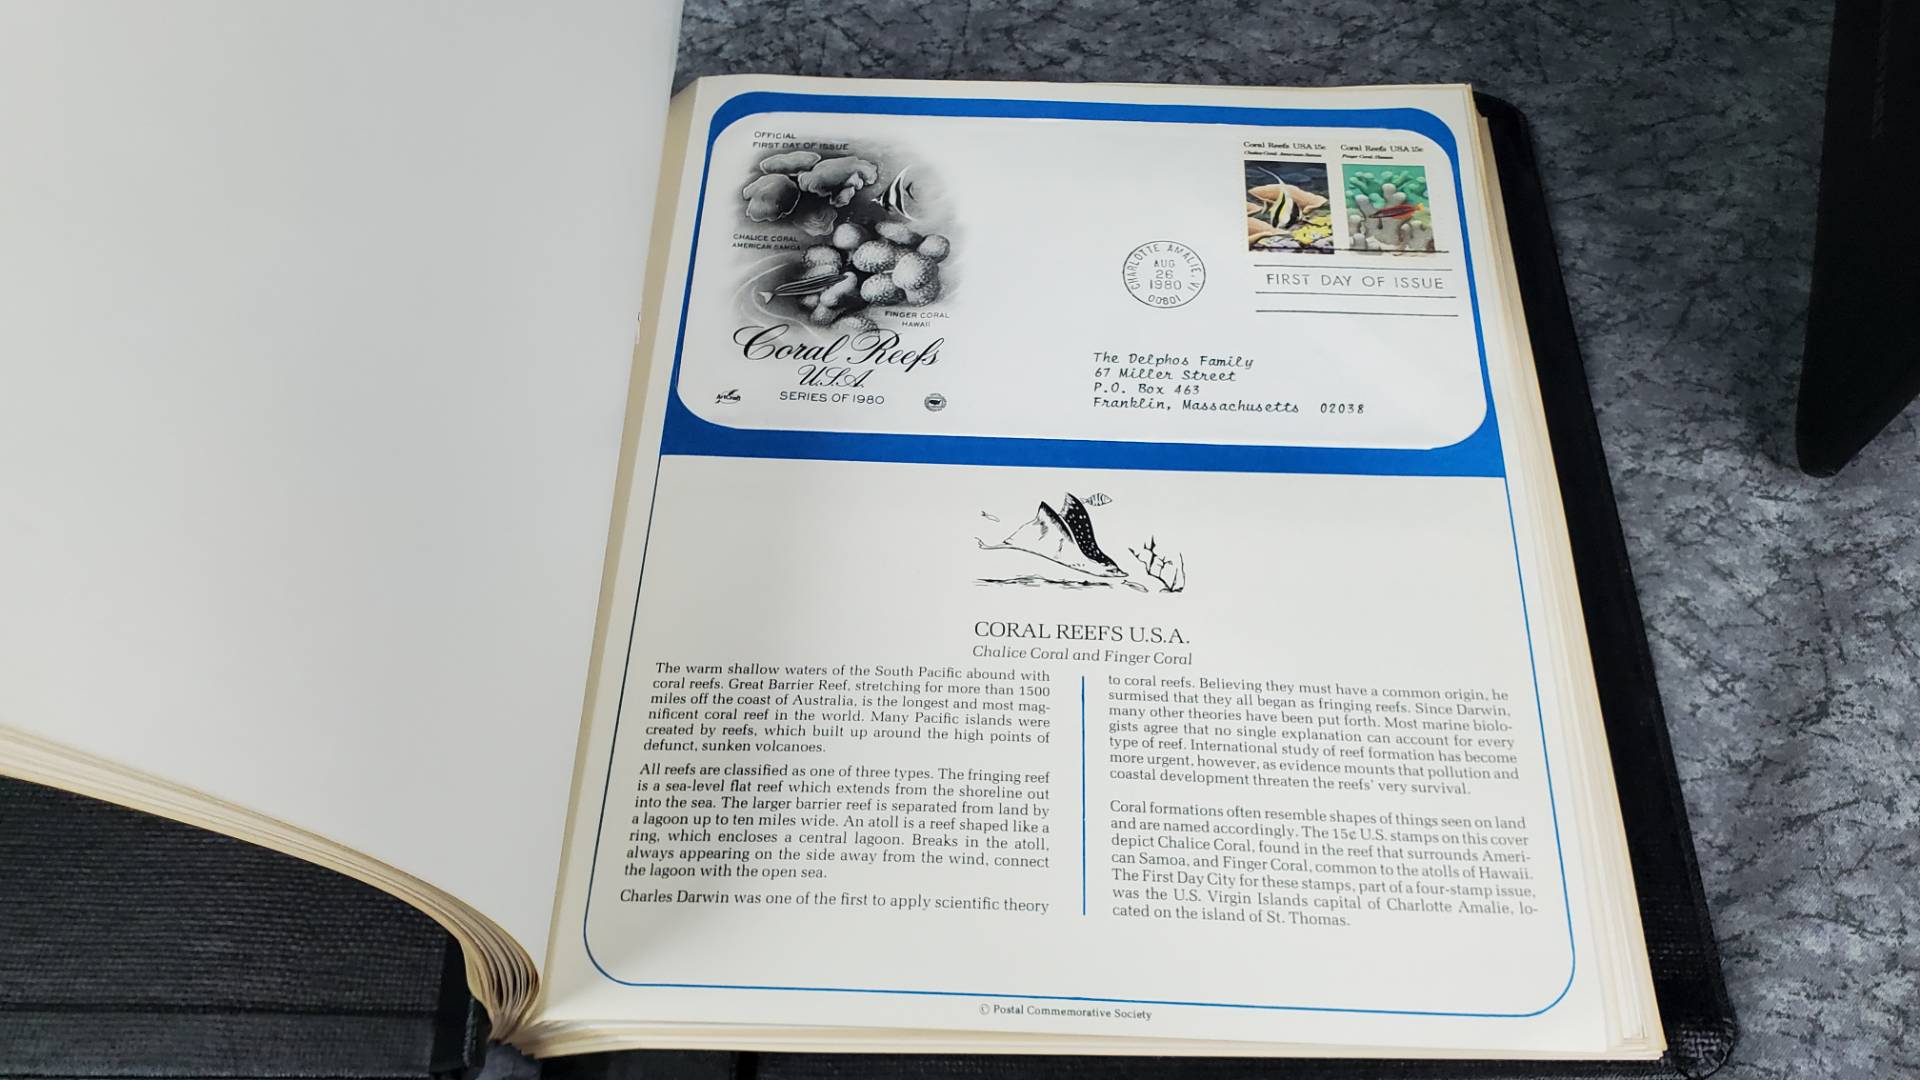 OFFICIAL
FIRST DAY OF ISSUE
CHALICE CORAL
AMERICAN SAMOA
FINGER CORAL
HAWAII
Coral Reefs
U.S.A.
SERIES OF 1980
ArtCraft
Coral Reefs USA 15c
Chalice Coral: American Samoa
Coral Reefs USA 15c
Finger Coral: Hawaii
CHARLOTTE AMALIE, VI
AUG
26
1980
00801
FIRST DAY OF ISSUE
The Delphos Family
67 Miller Street
P.O. Box 463
Franklin, Massachusetts 02038
CORAL REEFS U.S.A.
Chalice Coral and Finger Coral
The warm shallow waters of the South Pacific abound with
coral reefs. Great Barrier Reef, stretching for more than 1500
miles off the coast of Australia, is the longest and most mag-
nificent coral reef in the world. Many Pacific islands were
created by reefs, which built up around the high points of
defunct, sunken volcanoes.
All reefs are classified as one of three types. The fringing reef
is a sea-level flat reef which extends from the shoreline out
into the sea. The larger barrier reef is separated from land by
a lagoon up to ten miles wide. An atoll is a reef shaped like a
ring, which encloses a central lagoon. Breaks in the atoll,
always appearing on the side away from the wind, connect
the lagoon with the open sea.
Charles Darwin was one of the first to apply scientific theory
to coral reefs. Believing they must have a common origin, he
surmised that they all began as fringing reefs. Since Darwin,
many other theories have been put forth. Most marine biolo-
gists agree that no single explanation can account for every
type of reef. International study of reef formation has become
more urgent, however, as evidence mounts that pollution and
coastal development threaten the reefs' very survival.
Coral formations often resemble shapes of things seen on land
and are named accordingly. The 15¢ U.S. stamps on this cover
depict Chalice Coral, found in the reef that surrounds Ameri-
can Samoa, and Finger Coral, common to the atolls of Hawaii.
The First Day City for these stamps, part of a four-stamp issue,
was the U.S. Virgin Islands capital of Charlotte Amalie, lo-
cated on the island of St. Thomas.
© Postal Commemorative Society